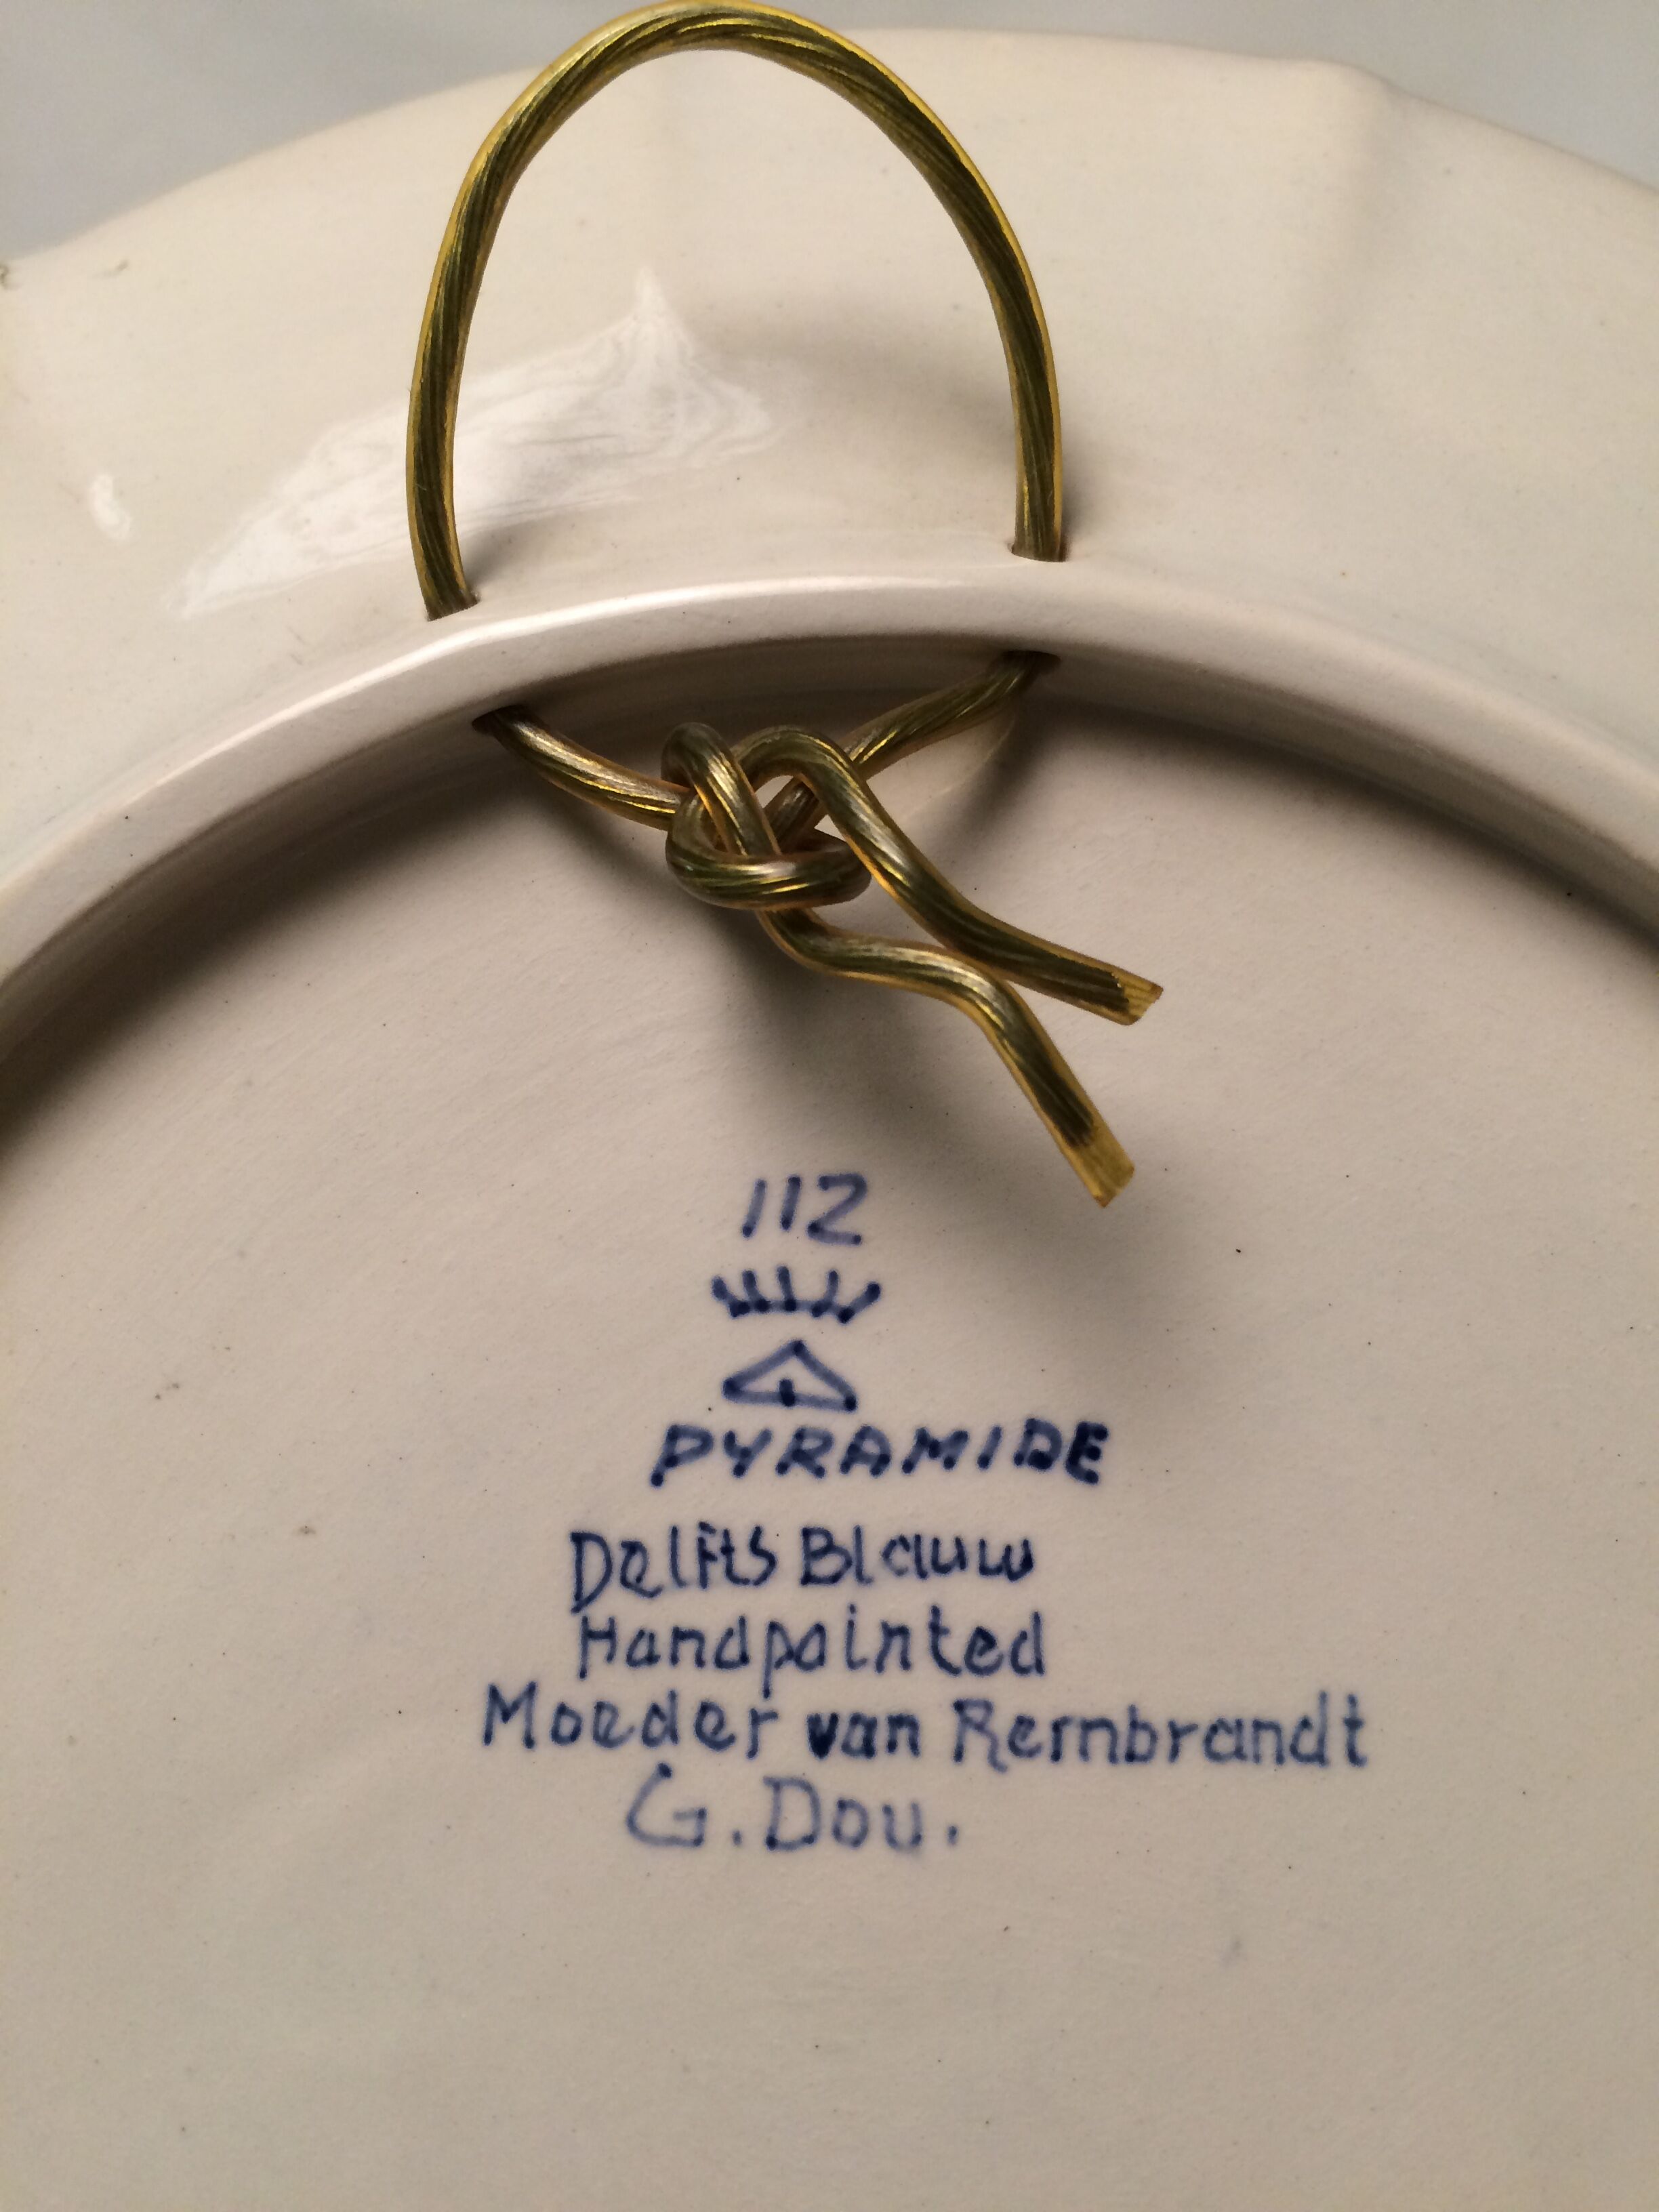 112
PYRAMIDE
Delfts Blauw
Handpainted
Moeder van Rembrandt
G. Dou.